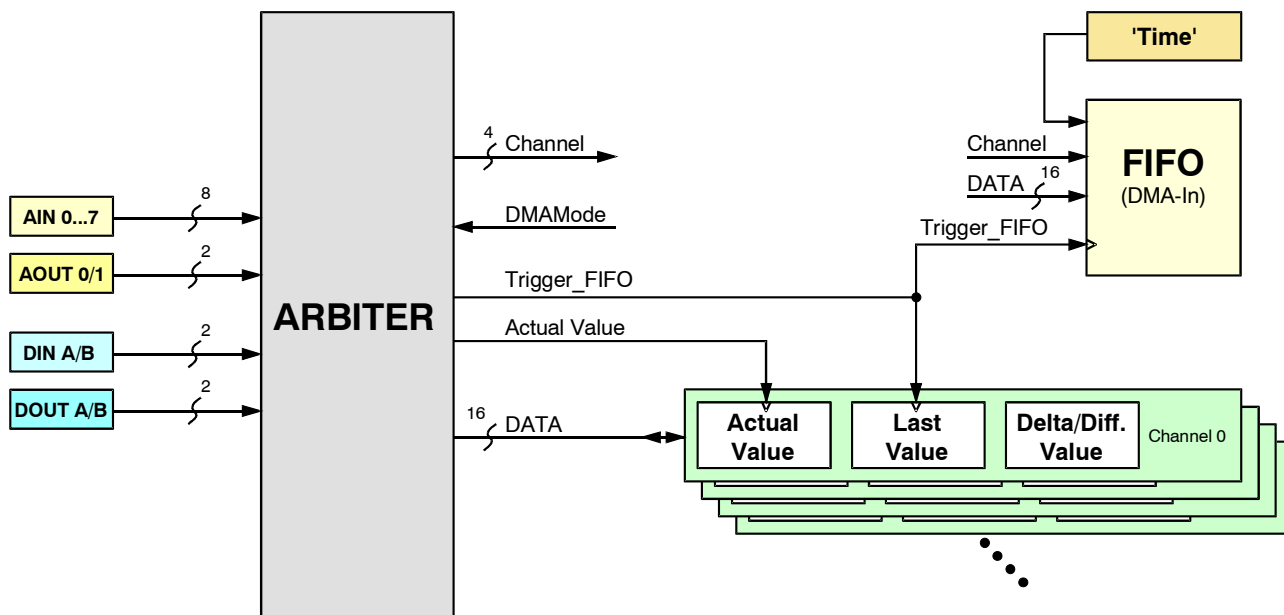 'Time'
4
Channel
Channel
16
DATA
FIFO
(DMA-In)
8
AIN 0...7
DMAMode
Trigger_FIFO
2
AOUT 0/1
Trigger_FIFO
ARBITER
Actual Value
2
DIN A/B
2
DOUT A/B
16
DATA
Actual
Value
Last
Value
Delta/Diff.
Value
Channel 0